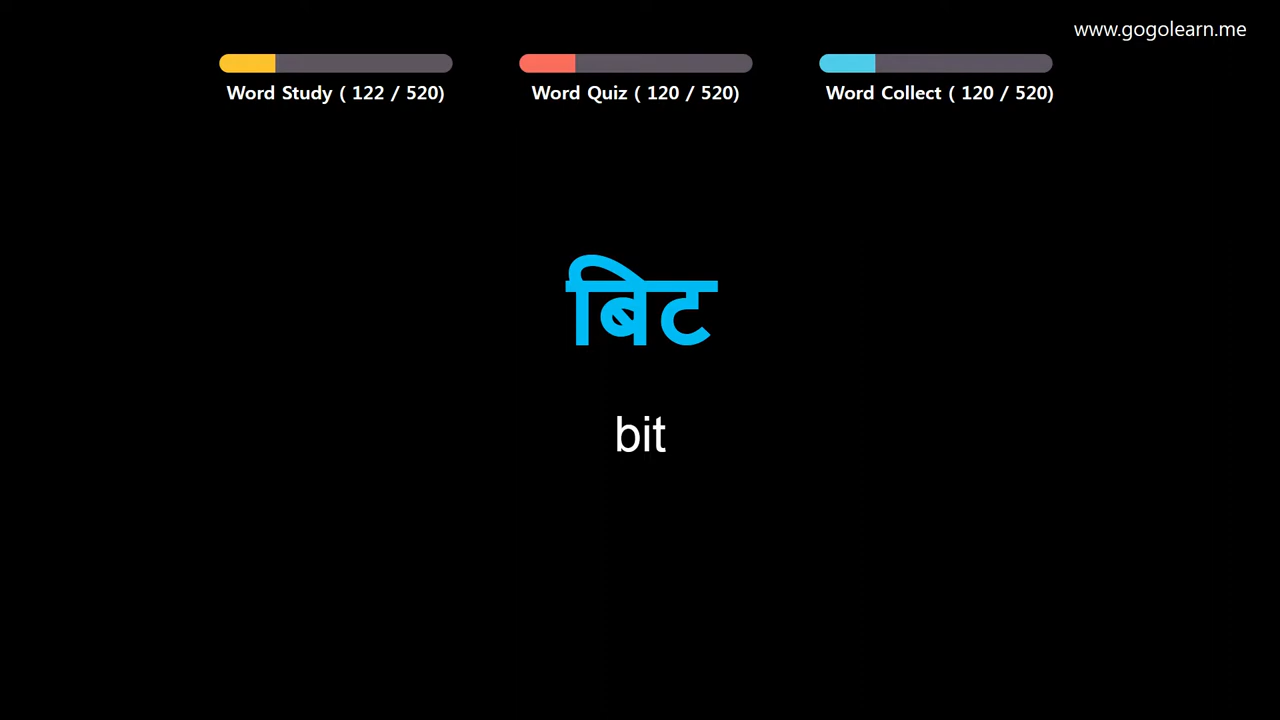 www.gogolearn.me
Word Study ( 122 / 520)
Word Quiz ( 120 / 520)
Word Collect ( 120 / 520)
बिट
bit